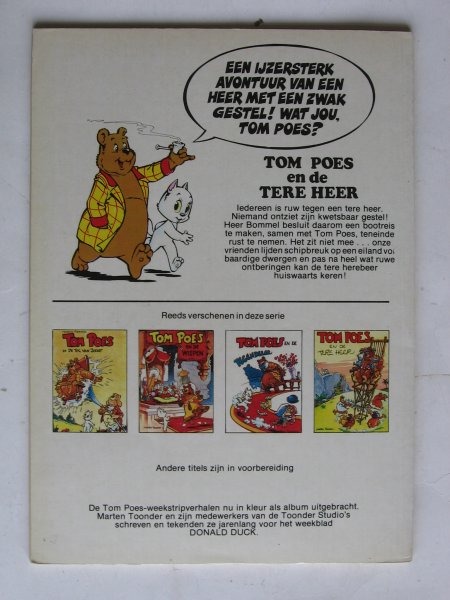 EEN IJZERSTERK
AVONTUUR VAN EEN
HEER MET EEN ZWAK
GESTEL! WAT JOU,
TOM POES?
TOM POES
en de
TERE HEER
Iedereen is ruw tegen een tere heer.
Niemand ontziet zijn kwetsbaar gestel!
Heer Bommel besluit daarom een bootreis
te maken, samen met Tom Poes, teneinde
rust te nemen. Het zit niet mee ... onze
vrienden lijden schipbreuk op een eiland vo
baardige dwergen en pas na heel wat ruwe
ontberingen kan de tere herebeer
huiswaarts keren!
Reeds verschenen in deze serie
TOM POES
TOM POES
EN DE
WIEPEN
TOM POES EN DE
TOM POES
EN DE
TERE HEER
Andere titels zijn in voorbereiding
De Tom Poes-weekstripverhalen nu in kleur als album uitgebracht.
Marten Toonder en zijn medewerkers van de Toonder Studio's
schreven en tekenden ze jarenlang voor het weekblad
DONALD DUCK.